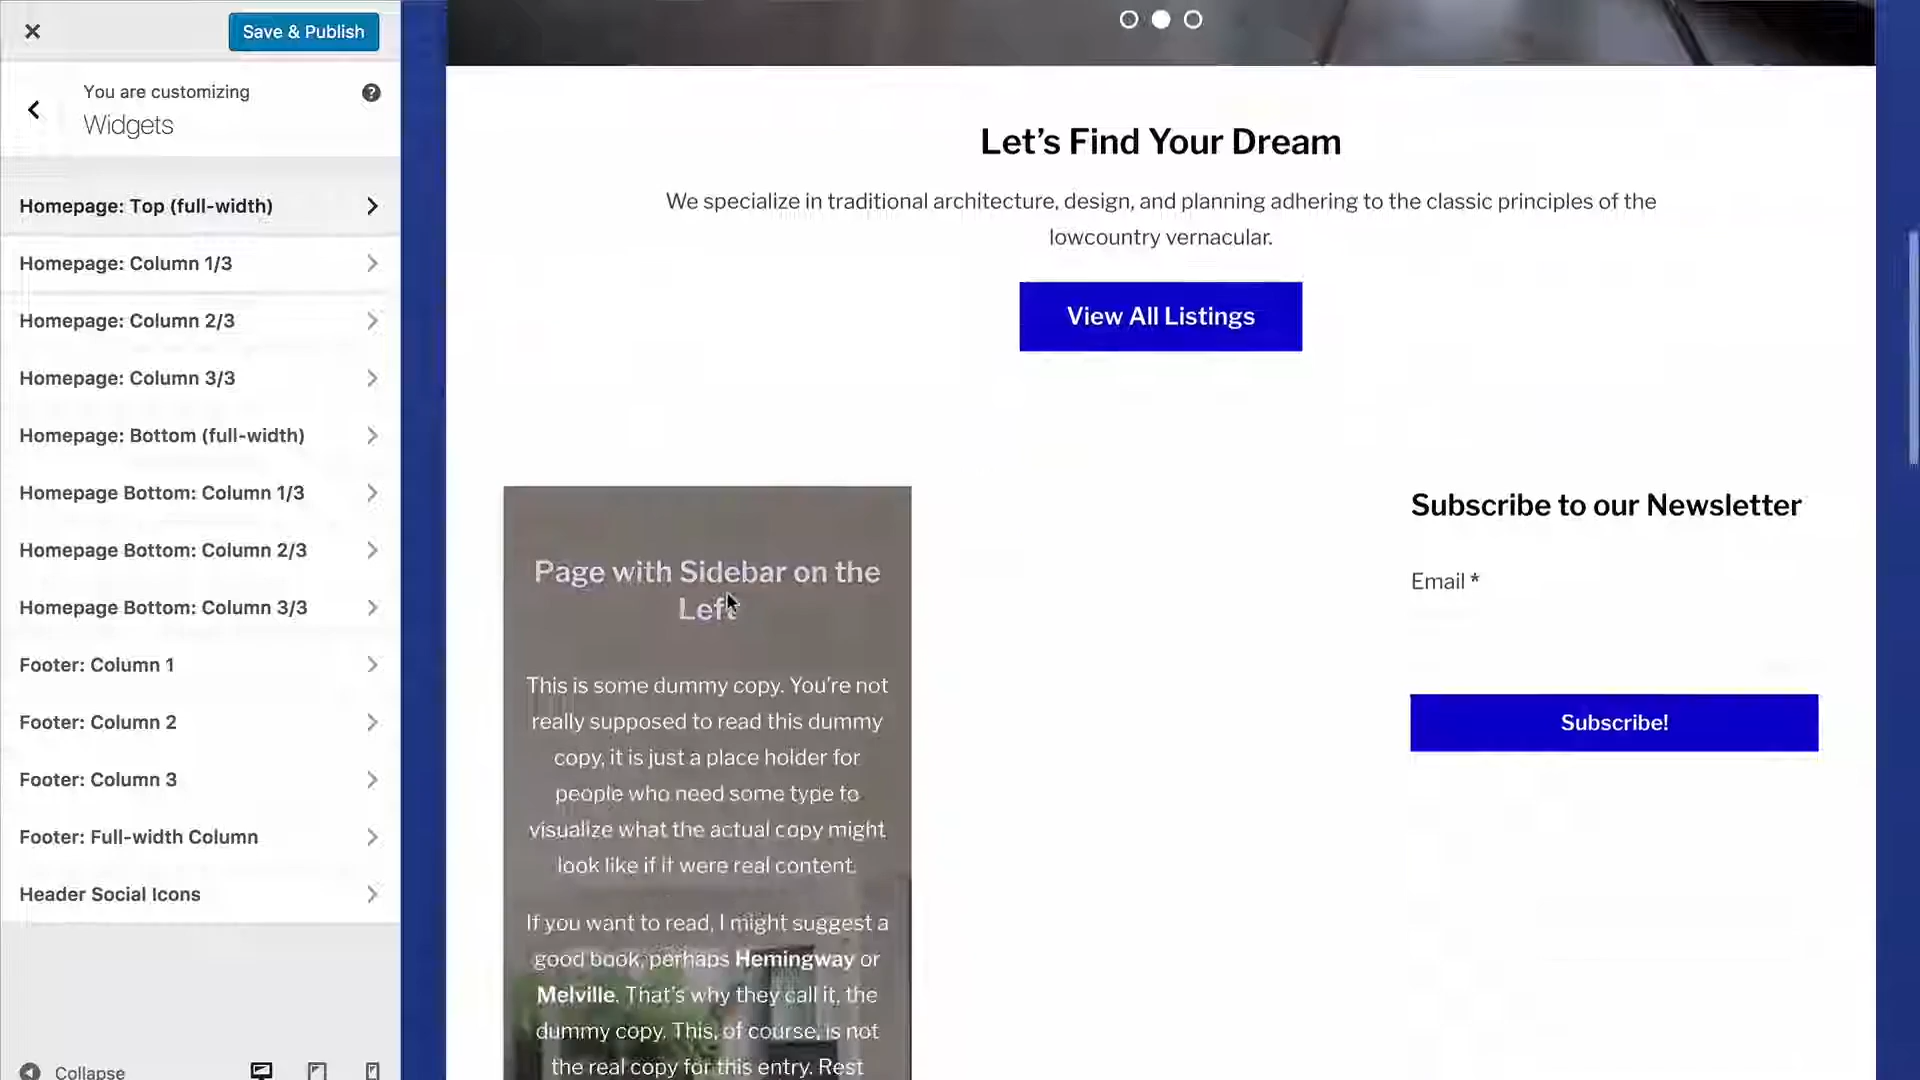 Save & Publish
You are customizing
Widgets
Homepage: Top (full-width)
Homepage: Column 1/3
Homepage: Column 2/3
Homepage: Column 3/3
Homepage: Bottom (full-width)
Homepage Bottom: Column 1/3
Homepage Bottom: Column 2/3
Homepage Bottom: Column 3/3
Footer: Column 1
Footer: Column 2
Footer: Column 3
Footer: Full-width Column
Header Social Icons
Collapse
Let’s Find Your Dream
We specialize in traditional architecture, design, and planning adhering to the classic principles of the
lowcountry vernacular.
View All Listings
Page with Sidebar on the
Left
This is some dummy copy. You’re not
really supposed to read this dummy
copy, it is just a place holder for
people who need some type to
visualize what the actual copy might
look like if it were real content.
If you want to read, I might suggest a
good book, perhaps Hemingway or
Melville. That’s why they call it, the
dummy copy. This, of course, is not
the real copy for this entry. Rest
Subscribe to our Newsletter
Email *
Subscribe!